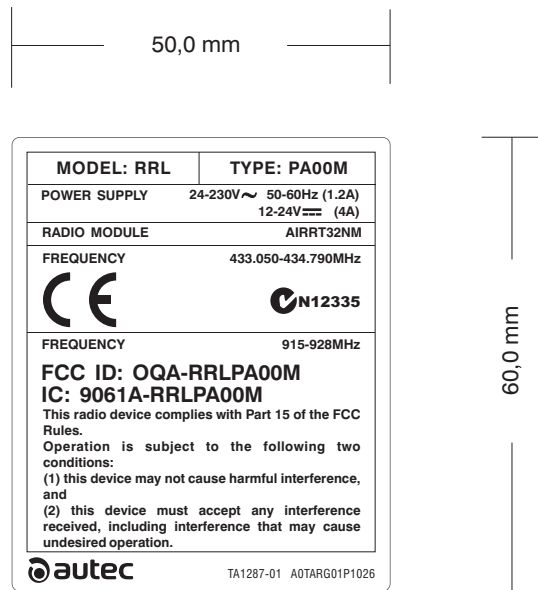 50,0 mm
MODEL: RRL TYPE: PA00M
POWER SUPPLY 24-230V~ 50-60Hz (1.2A)
12-24V⎓ (4A)
RADIO MODULE AIRRT32NM
FREQUENCY 433.050-434.790MHz
CE N12335
FREQUENCY 915-928MHz
FCC ID: OQA-RRLPA00M
IC: 9061A-RRLPA00M
This radio device complies with Part 15 of the FCC
Rules.
Operation is subject to the following two
conditions:
(1) this device may not cause harmful interference,
and
(2) this device must accept any interference
received, including interference that may cause
undesired operation.
autec TA1287-01 A0TARG01P1026
60,0 mm